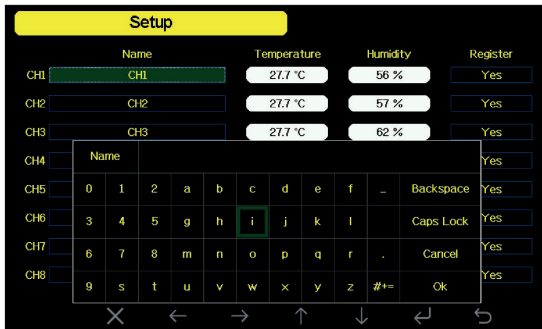 Setup
Name Temperature Humidity Register
CH1 CH1 27.7 °C 56 % Yes
CH2 CH2 27.7 °C 57 % Yes
CH3 CH3 27.7 °C 62 % Yes
CH4 Name Yes
CH5 0 1 2 a b c d e f _ Backspace Yes
CH6 3 4 5 g h i j k l Caps Lock Yes
CH7 6 7 8 m n o p q r . Cancel Yes
CH8 9 s t u v w x y z #+= Ok Yes